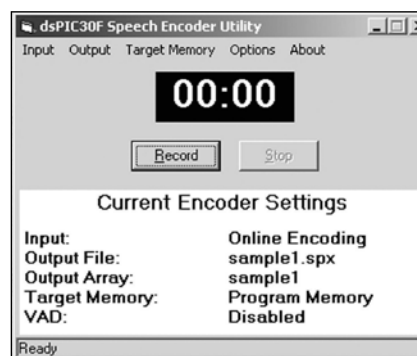 dsPIC30F Speech Encoder Utility
Input Output Target Memory Options About
00:00
Record Stop
Current Encoder Settings
Input: Online Encoding
Output File: sample1.spx
Output Array: sample1
Target Memory: Program Memory
VAD: Disabled
Ready